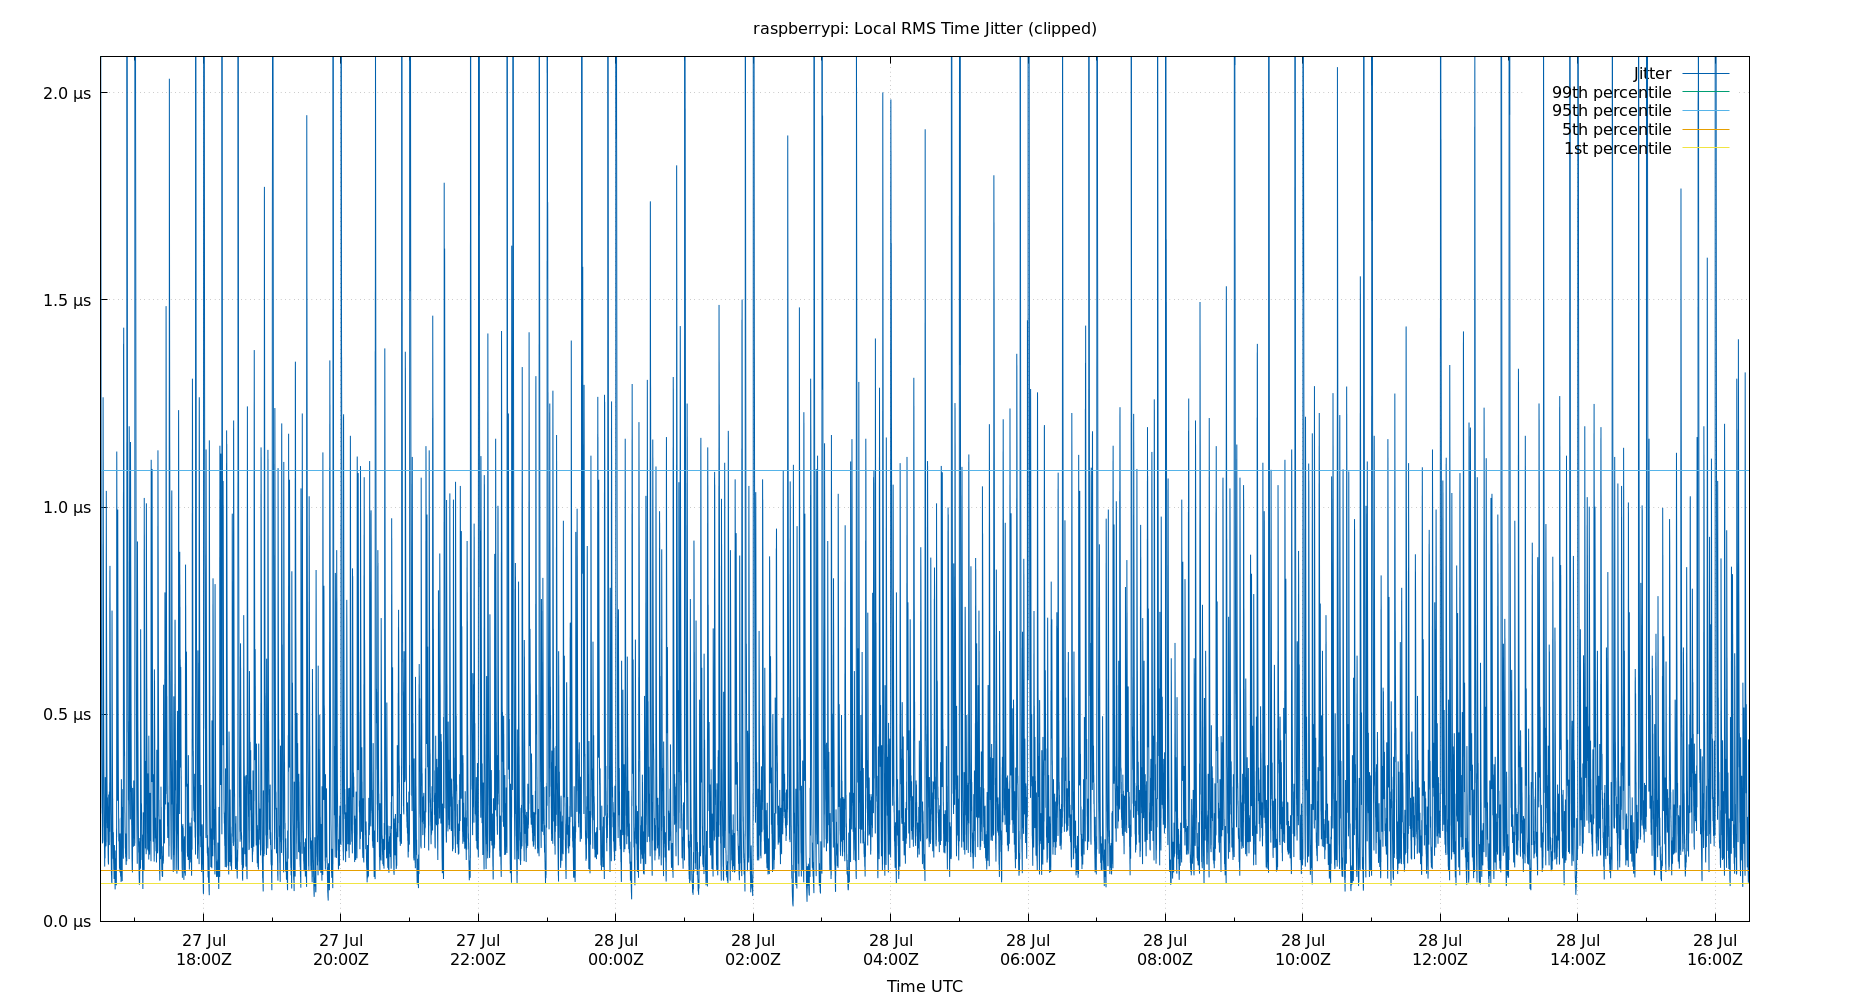 raspberrypi: Local RMS Time Jitter (clipped)
Jitter
99th percentile
95th percentile
5th percentile
1st percentile
2.0 µs
1.5 µs
1.0 µs
0.5 µs
0.0 µs
27 Jul 27 Jul 27 Jul 28 Jul 28 Jul 28 Jul 28 Jul 28 Jul 28 Jul 28 Jul 28 Jul 28 Jul
18:00Z 20:00Z 22:00Z 00:00Z 02:00Z 04:00Z 06:00Z 08:00Z 10:00Z 12:00Z 14:00Z 16:00Z
Time UTC